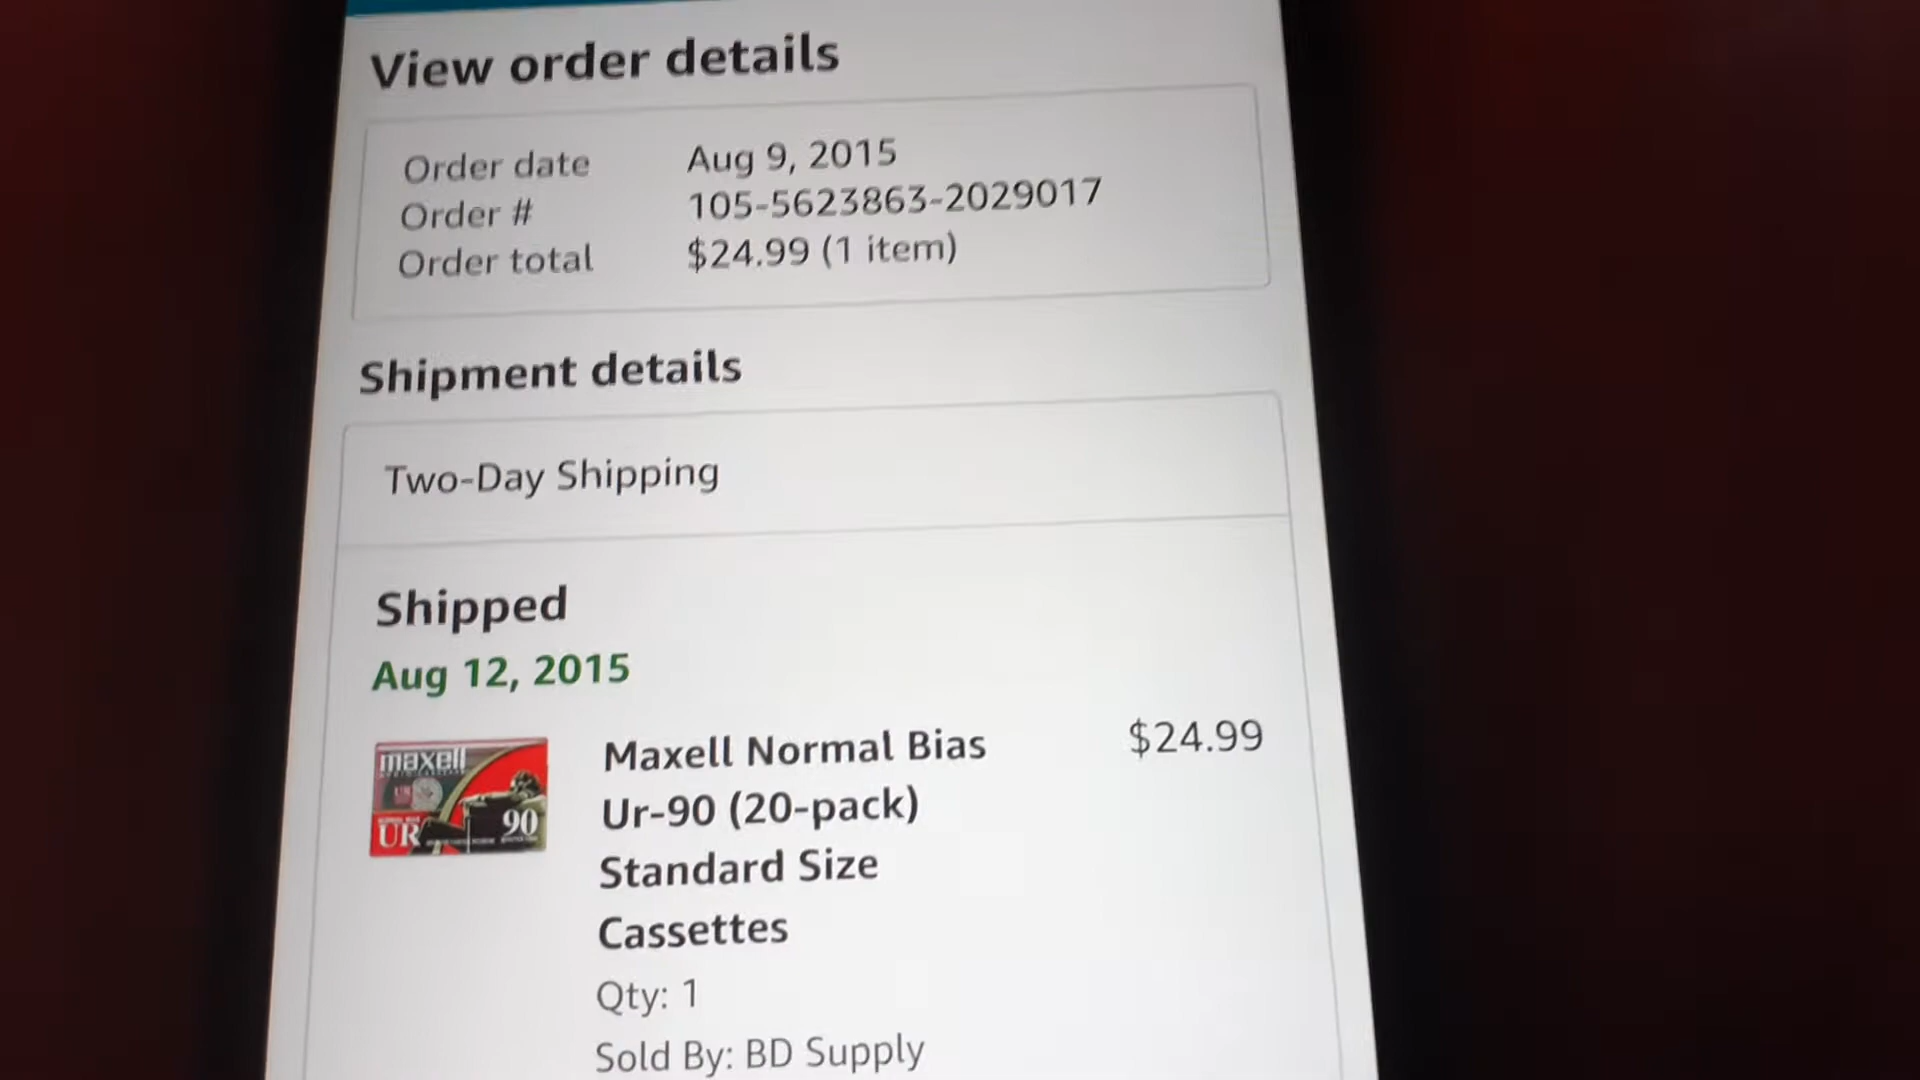 View order details
Order date Aug 9, 2015
Order # 105-5623863-2029017
Order total $24.99 (1 item)
Shipment details
Two-Day Shipping
Shipped
Aug 12, 2015
maxell
UR
90
Maxell Normal Bias $24.99
Ur-90 (20-pack)
Standard Size
Cassettes
Qty: 1
Sold By: BD Supply